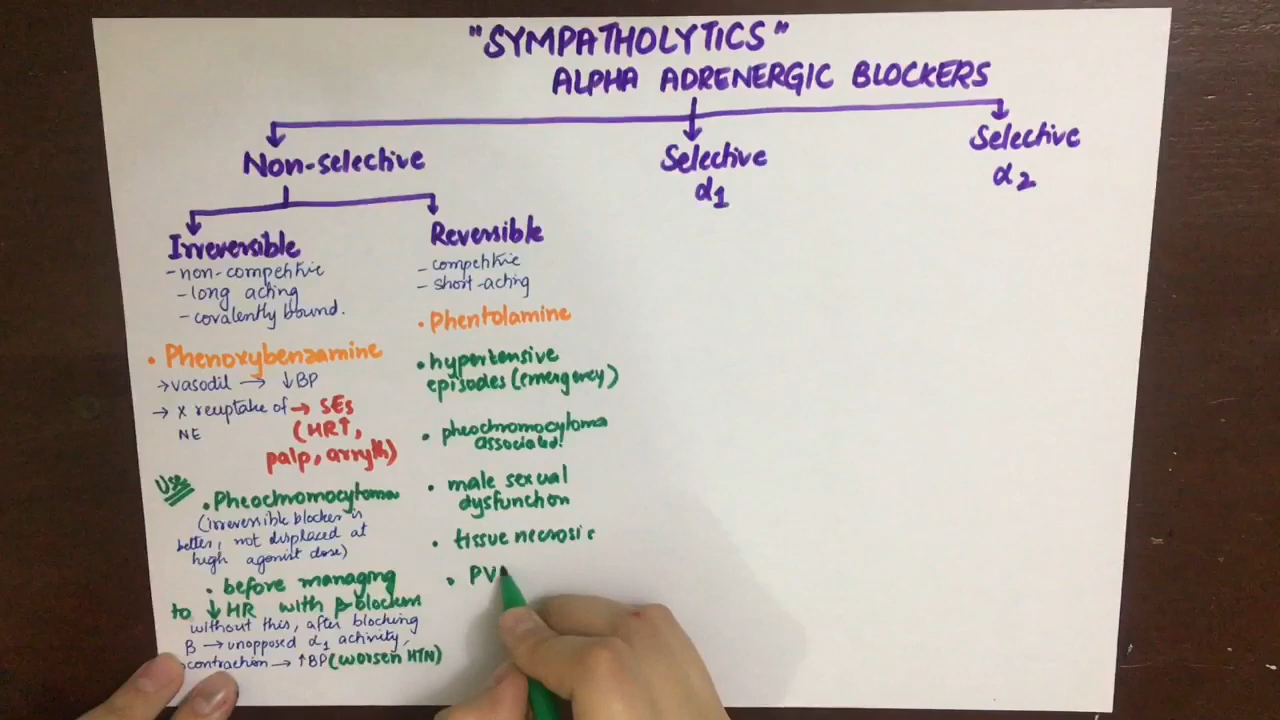 "SYMPATHOLYTICS"
ALPHA ADRENERGIC BLOCKERS
Non-selective
Selective
α1
Selective
α2
Irreversible
-non-competitive
-long acting
-covalently bound.
• Phenoxybenzamine
→vasodil → ↓BP
→ X reuptake of → SEs
NE
(HR↑,
palp, arryth)
Use
• Pheochromocytoma
(irreversible blocker is
better, not displaced at
high agonist dose)
• before managing
to ↓HR with β-blockers
without this, after blocking
β → unopposed α1 activity,
contraction → ↑BP (worsen HTN)
Reversible
- competitive
- short-acting
• Phentolamine
• hypertensive
episodes (emergency)
• pheochromocytoma
associated!
• male sexual
dysfunction
• tissue necrosis
• PV